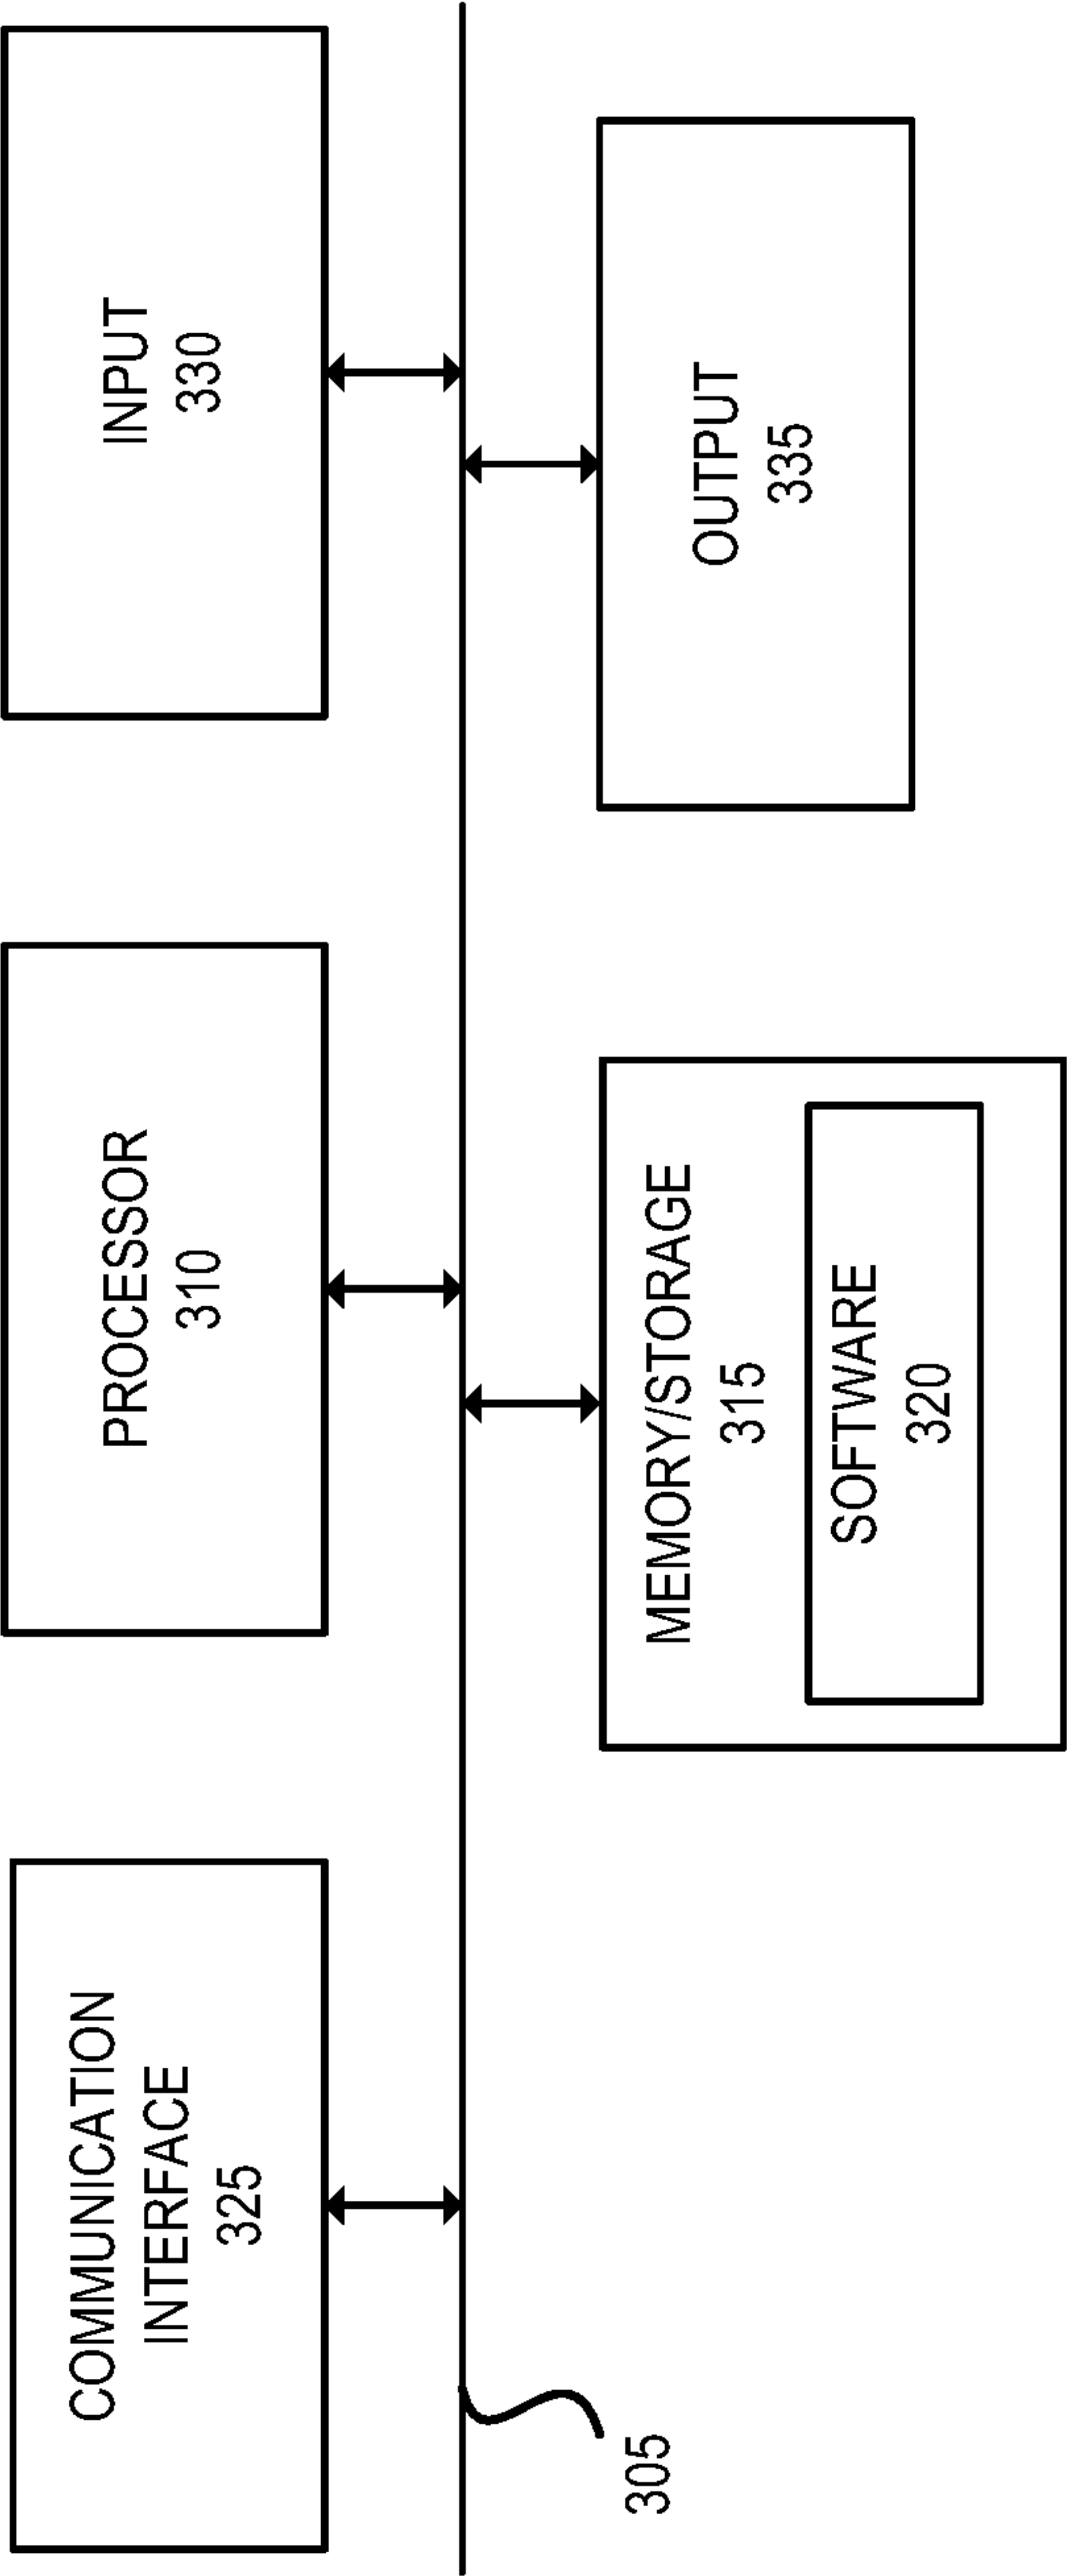 COMMUNICATION
INTERFACE
325
PROCESSOR
310
INPUT
330
305
MEMORY/STORAGE
315
SOFTWARE
320
OUTPUT
335